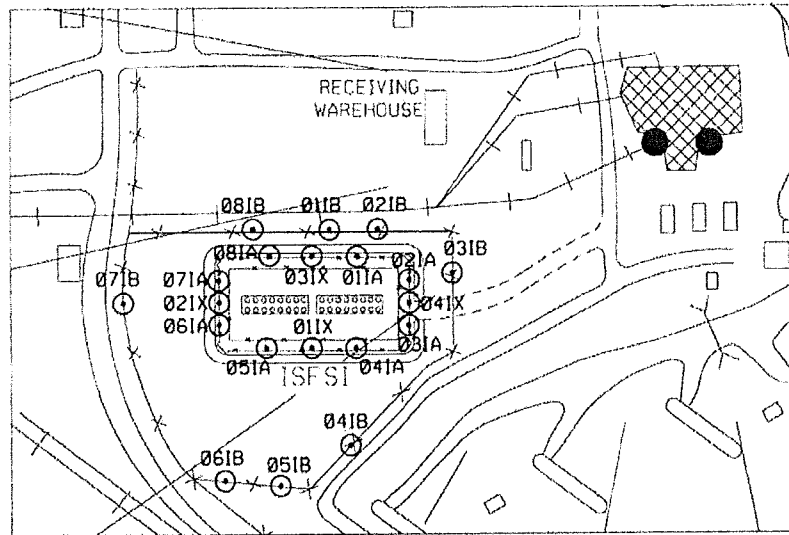 RECEIVING
WAREHOUSE
08IB 01IB 02IB
08IA 03IX 01IA 02IA 03IB
07IB 07IA
02IX 04IX
06IA 01IX
05IA 04IA 03IA
ISFSI
04IB
06IB 05IB